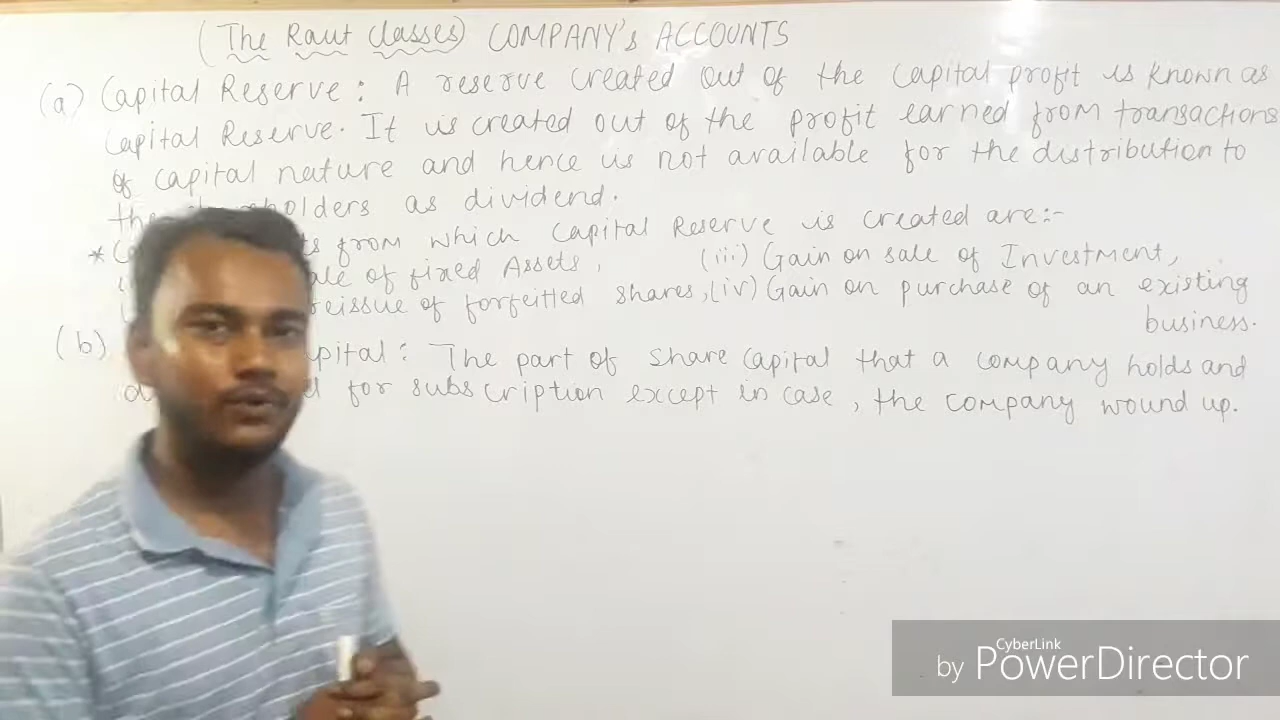 (The Raut classes) COMPANY's ACCOUNTS
(a) Capital Reserve: A reserve created out of the capital profit is known as
Capital Reserve. It is created out of the profit earned from transactions
of capital nature and hence is not available for the distribution to
the holders as dividend.
* from which Capital Reserve is created are:-
of fixed Assets, (iii) Gain on sale of Investment,
reissue of forfeitted shares, (iv) Gain on purchase of an existing
business.
(b) pital: The part of share capital that a company holds and
for subscription except in case, the company wound up.
CyberLink
by PowerDirector